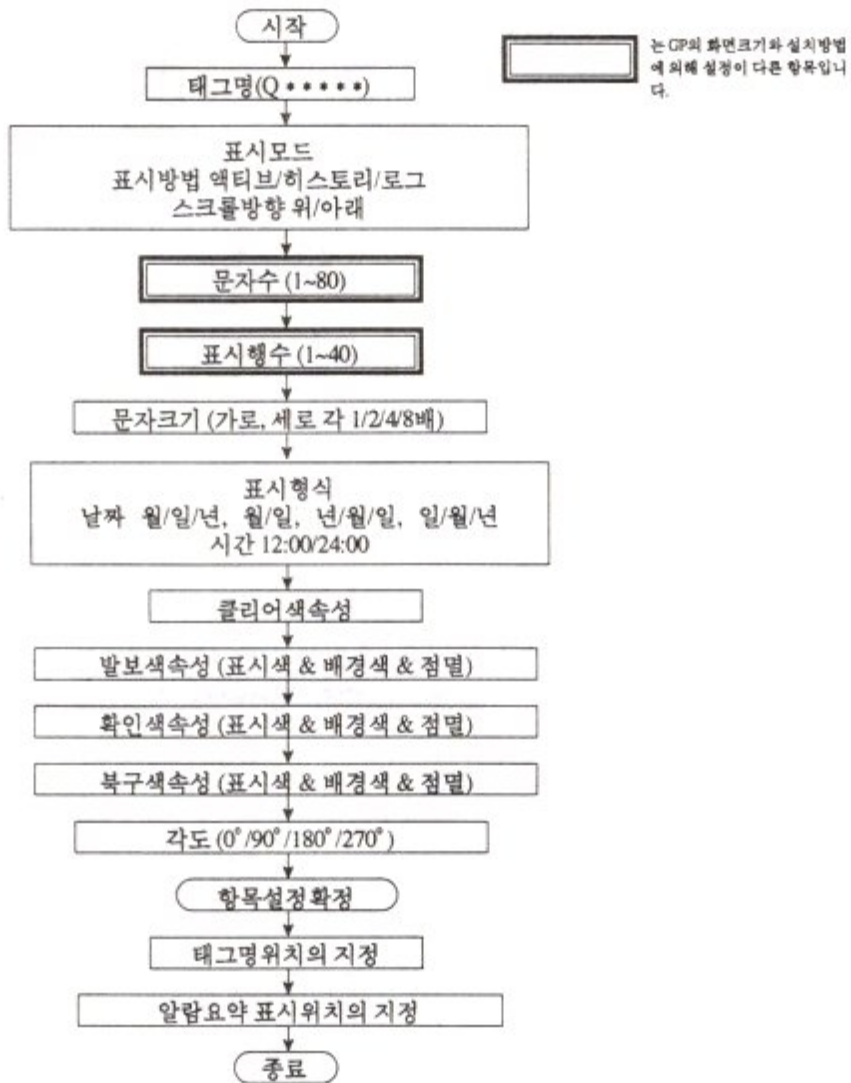 시작
는 GP의 화면크기와 설치방법
에 의해 설정이 다른 항목입니
다.
태그명(Q * * * * *)
표시모드
표시방법 액티브/히스토리/로그
스크롤방향 위/아래
문자수 (1~80)
표시행수 (1~40)
문자크기 (가로, 세로 각 1/2/4/8배)
표시형식
날짜 월/일/년, 월/일, 년/월/일, 일/월/년
시간 12:00/24:00
클리어색속성
발보색속성 (표시색 & 배경색 & 점멸)
확인색속성 (표시색 & 배경색 & 점멸)
북구색속성 (표시색 & 배경색 & 점멸)
각도 (0°/90°/180°/270°)
항목설정확정
태그명위치의 지정
알람요약 표시위치의 지정
종료